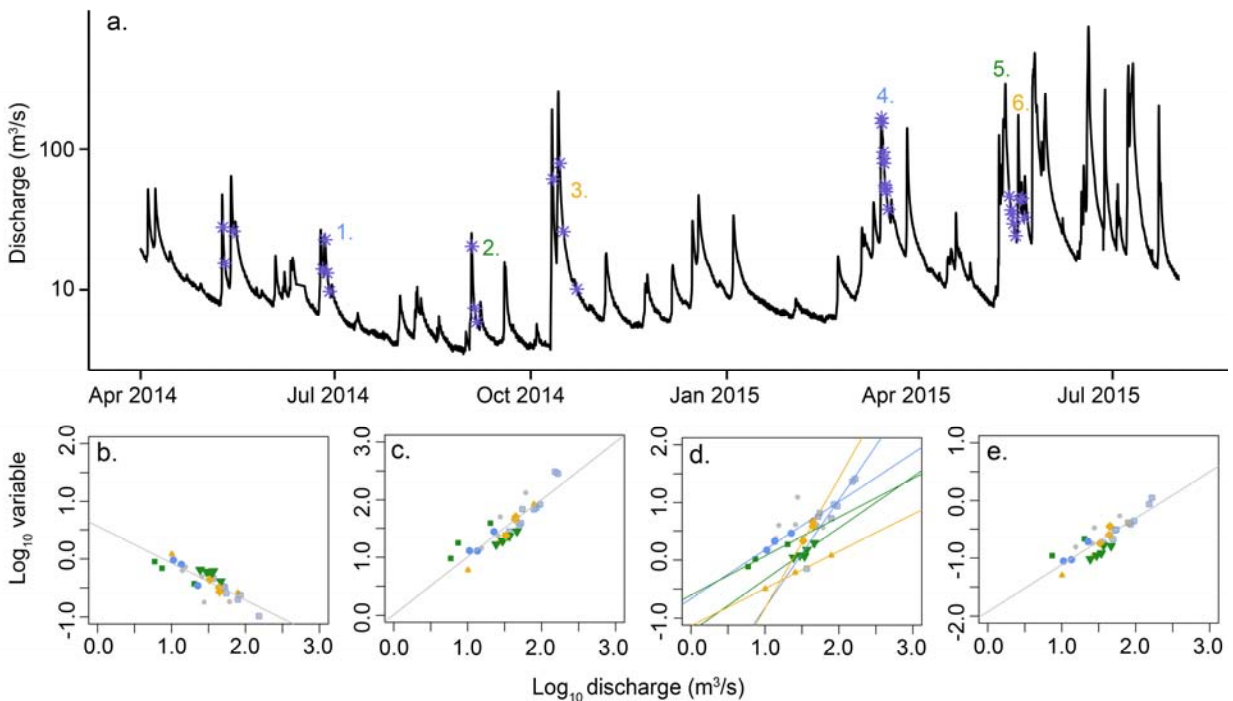 a.
Discharge (m³/s)
100
10
1.
2.
3.
4.
5.
6.
Apr 2014 Jul 2014 Oct 2014 Jan 2015 Apr 2015 Jul 2015
Log₁₀ variable
b.
2.0
1.0
0.0
-1.0
0.0 1.0 2.0 3.0
c.
3.0
2.0
1.0
0.0
0.0 1.0 2.0 3.0
d.
2.0
1.0
0.0
-1.0
0.0 1.0 2.0 3.0
e.
1.0
0.0
-1.0
-2.0
0.0 1.0 2.0 3.0
Log₁₀ discharge (m³/s)